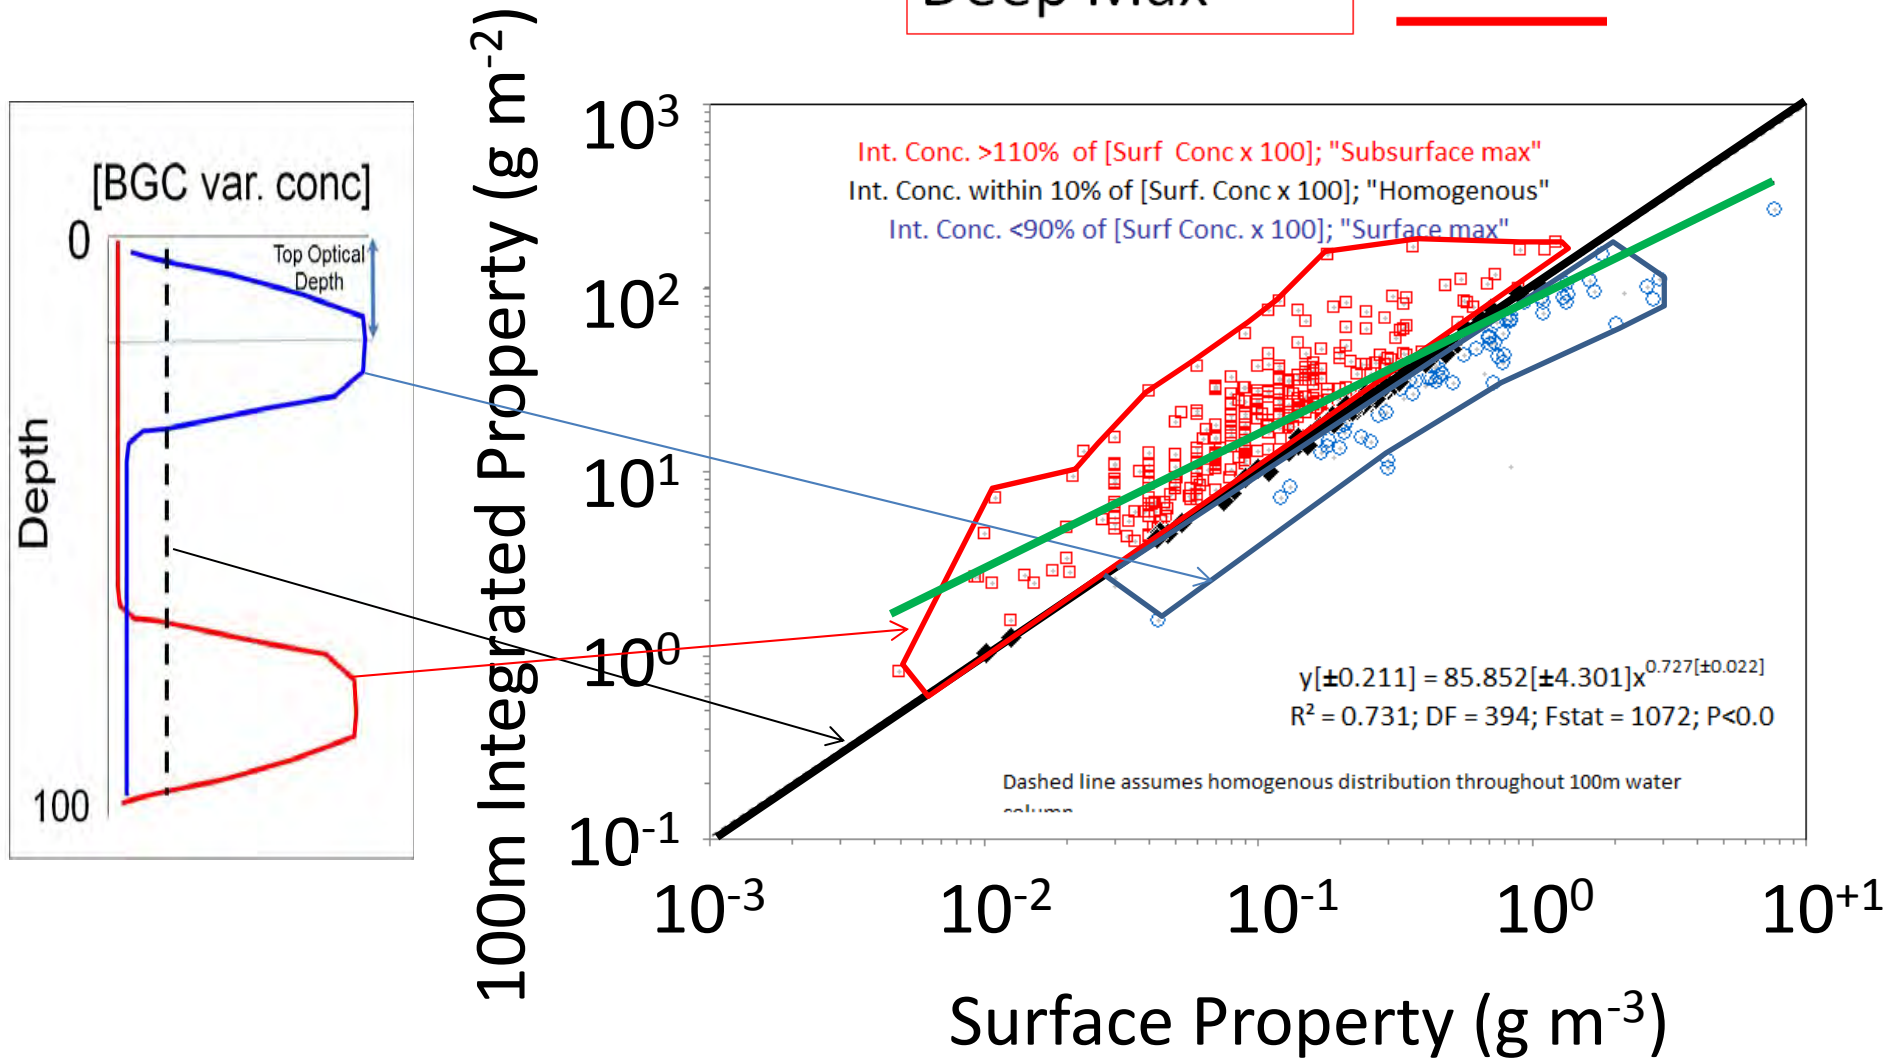 Deep Max
[BGC var. conc]
0
Top Optical
Depth
Depth
100
100m Integrated Property (g m⁻²)
10³
10²
10¹
10⁰
10⁻¹
Int. Conc. >110% of [Surf Conc x 100]; "Subsurface max"
Int. Conc. within 10% of [Surf. Conc x 100]; "Homogenous"
Int. Conc. <90% of [Surf Conc. x 100]; "Surface max"
y[±0.211] = 85.852[±4.301]x^0.727[±0.022]
R² = 0.731; DF = 394; Fstat = 1072; P<0.0
Dashed line assumes homogenous distribution throughout 100m water
column
10⁻³
10⁻²
10⁻¹
10⁰
10⁺¹
Surface Property (g m⁻³)